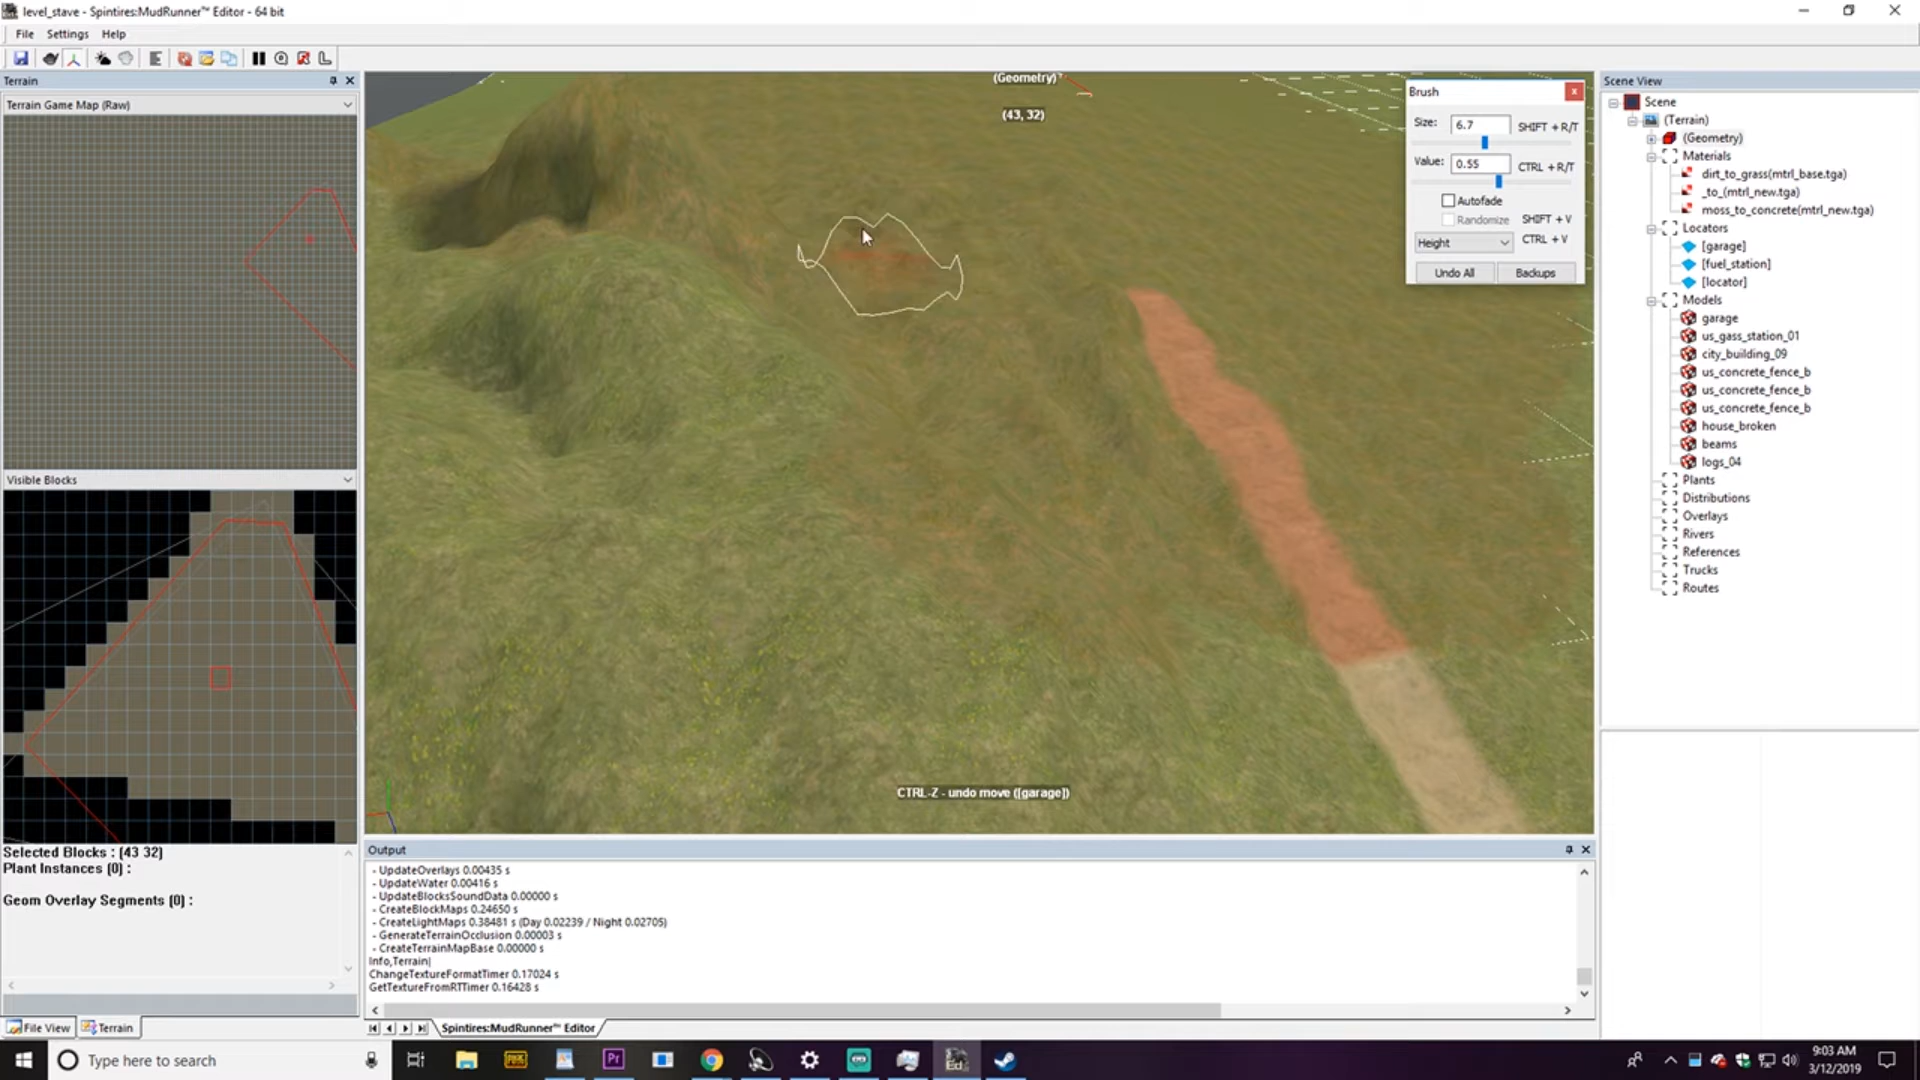 level_stave - Spintires:MudRunner™ Editor - 64 bit
File Settings Help
Terrain
Terrain Game Map (Raw)
Visible Blocks
Selected Blocks : (43 32)
Plant Instances (0) :
Geom Overlay Segments (0) :
File View
Terrain
(Geometry)
(43, 32)
CTRL-Z - undo move ([garage])
Brush
Size: 6.7 SHIFT + R/T
Value: 0.55 CTRL + R/T
Autofade
Randomize SHIFT + V
Height CTRL + V
Undo All Backups
Output
- UpdateOverlays 0.00435 s
- UpdateWater 0.00416 s
- UpdateBlocksSoundData 0.00000 s
- CreateBlockMaps 0.24650 s
- CreateLightMaps 0.38481 s (Day 0.02239 / Night 0.02705)
- GenerateTerrainOcclusion 0.00003 s
- CreateTerrainMapBase 0.00000 s
Info,Terrain|
ChangeTextureFormatTimer 0.17024 s
GetTextureFromRTTimer 0.16428 s
Spintires:MudRunner™ Editor
Scene View
Scene
(Terrain)
(Geometry)
Materials
dirt_to_grass(mtrl_base.tga)
_to_(mtrl_new.tga)
moss_to_concrete(mtrl_new.tga)
Locators
[garage]
[fuel_station]
[locator]
Models
garage
us_gass_station_01
city_building_09
us_concrete_fence_b
us_concrete_fence_b
us_concrete_fence_b
house_broken
beams
logs_04
Plants
Distributions
Overlays
Rivers
References
Trucks
Routes
Type here to search
Pr
Ed
9:03 AM
3/12/2019